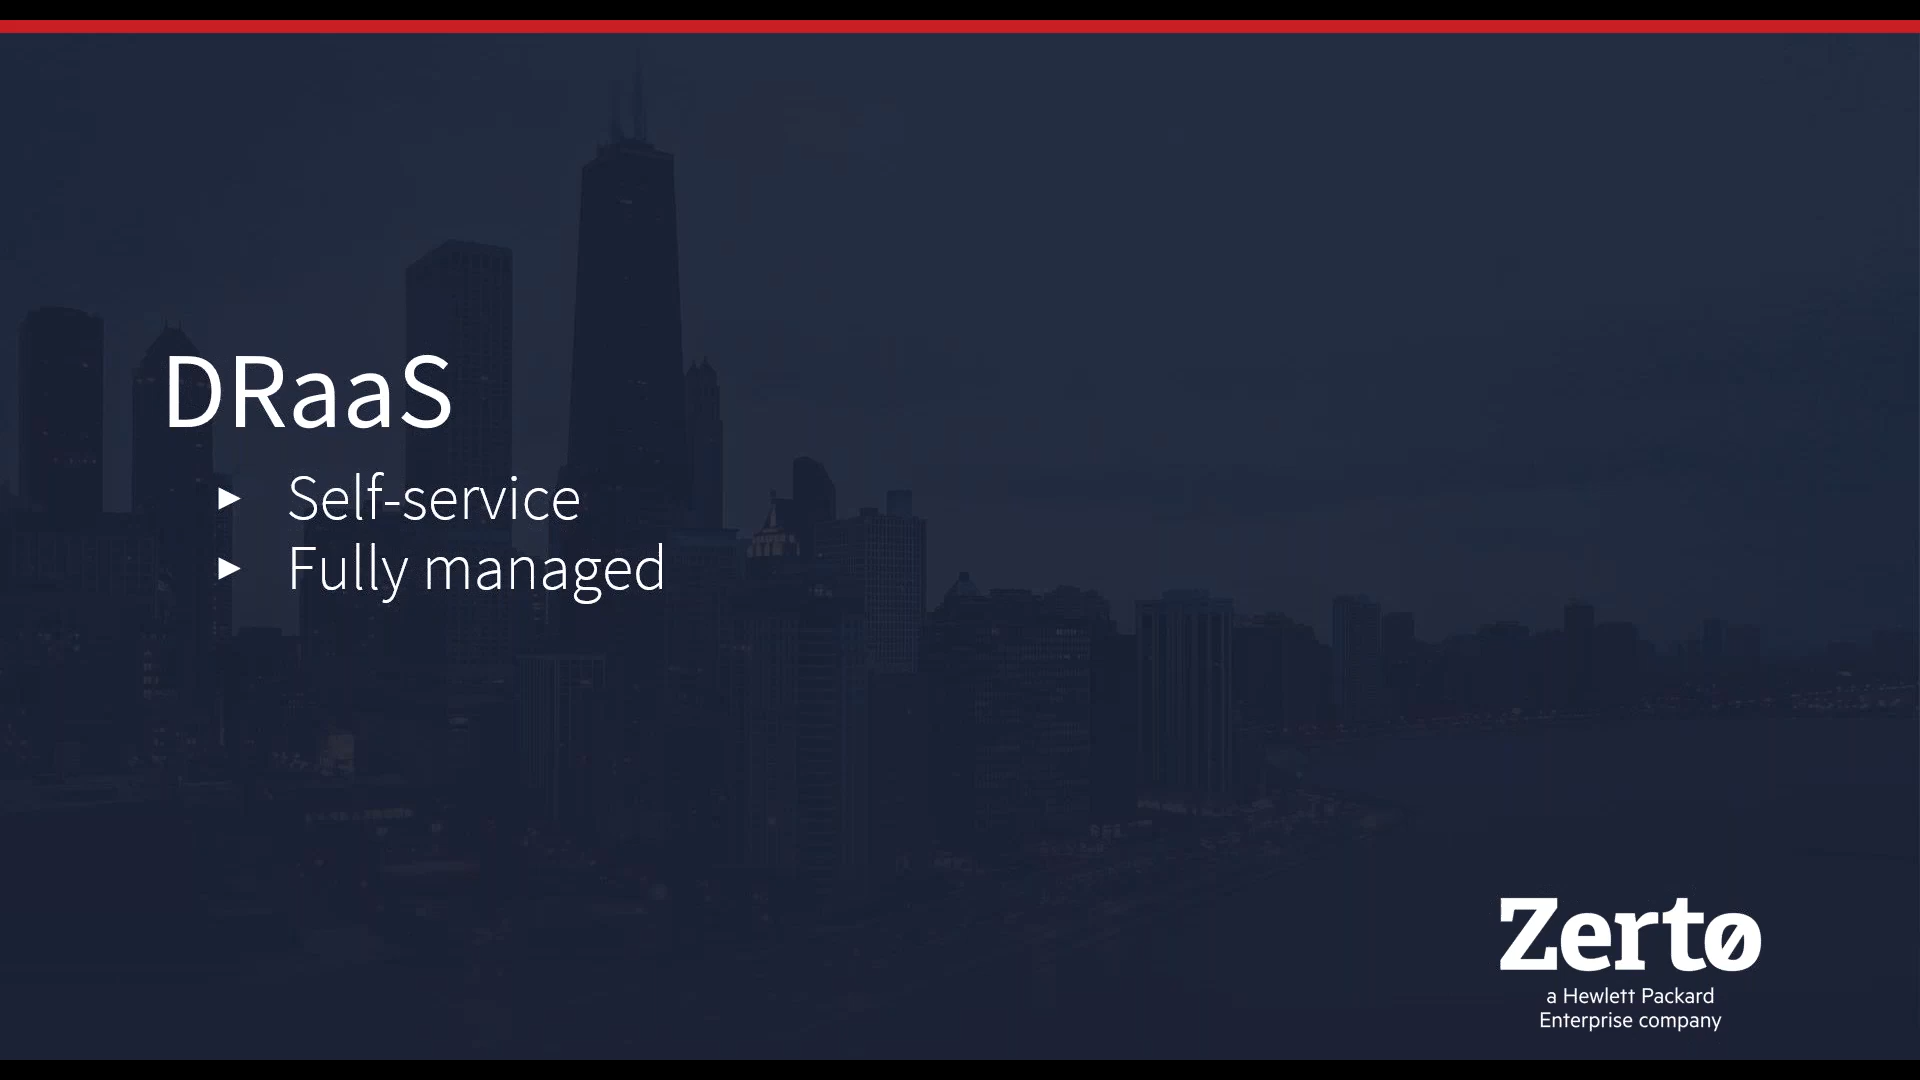 DRaaS
► Self-service
► Fully managed
Zertø
a Hewlett Packard
Enterprise company